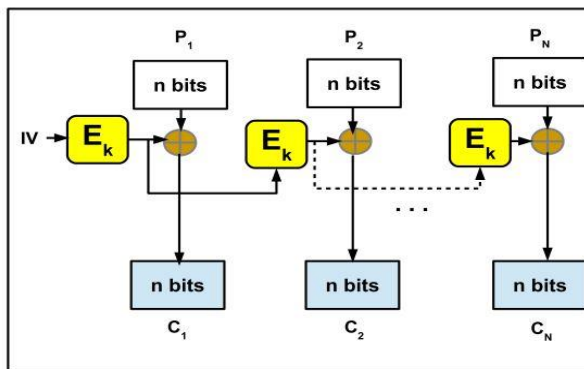 P1 P2 PN
n bits n bits n bits
IV Ek Ek Ek
. . .
n bits n bits n bits
C1 C2 CN